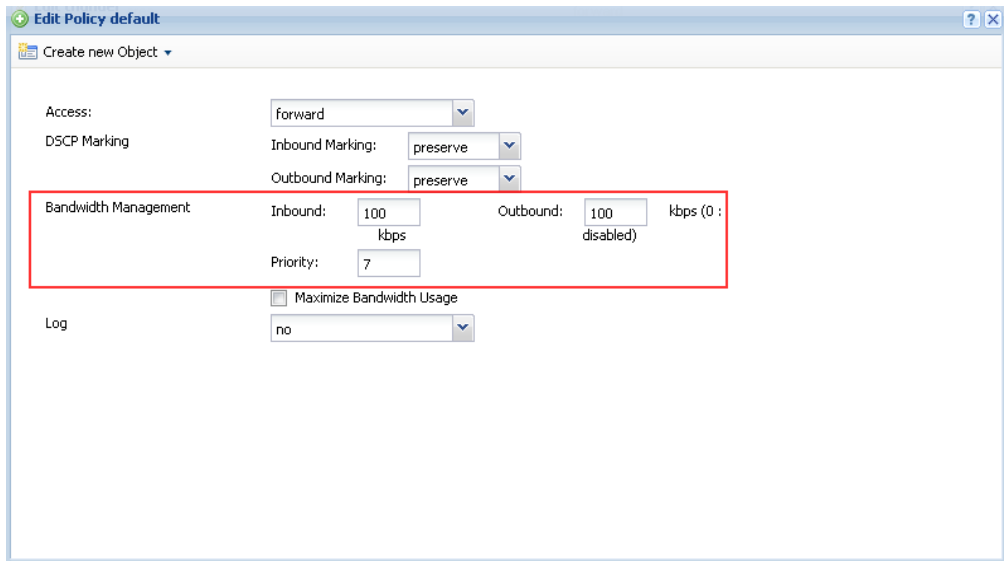 Edit Policy default
Create new Object
Access: forward
DSCP Marking Inbound Marking: preserve
Outbound Marking: preserve
Bandwidth Management Inbound: 100 Outbound: 100 kbps (0 :
kbps disabled)
Priority: 7
Maximize Bandwidth Usage
Log no